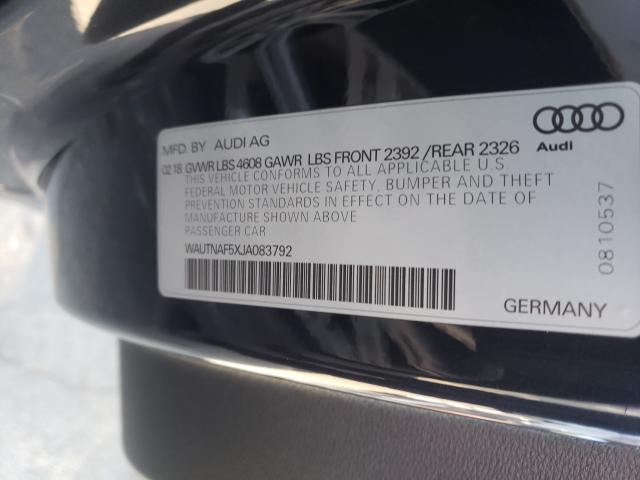 MFD. BY AUDI AG
02 18 GVWR LBS 4608 GAWR LBS FRONT 2392 /REAR 2326
THIS VEHICLE CONFORMS TO ALL APPLICABLE U.S
FEDERAL MOTOR VEHICLE SAFETY, BUMPER AND THEFT
PREVENTION STANDARDS IN EFFECT ON THE DATE OF
MANUFACTURE SHOWN ABOVE
PASSENGER CAR
WAUTNAF5XJA083792
Audi
0810537
GERMANY